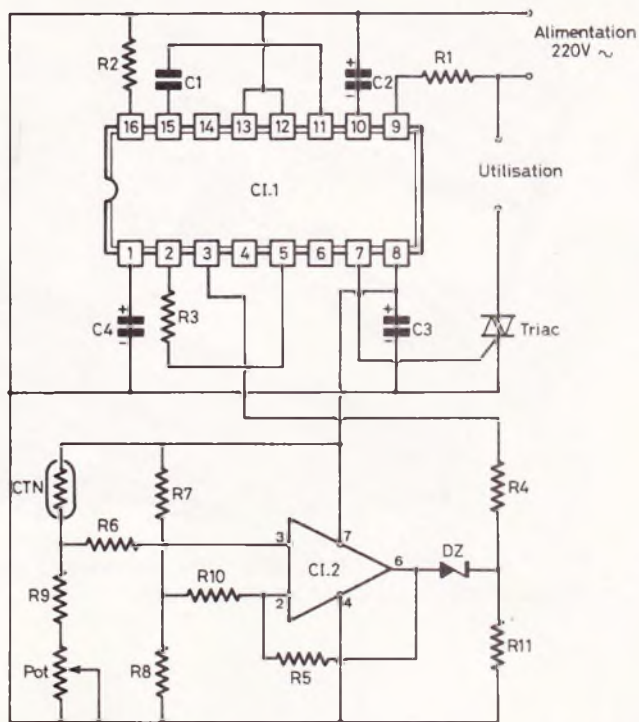 Alimentation
220V ~
R1
R2
C1
+
C2
-
16 15 14 13 12 11 10 9
CI.1
Utilisation
1 2 3 4 5 6 7 8
+
C4
-
R3
+
C3
-
Triac
CTN
R7
R4
R6
3
7
CI.2
6
DZ
R9
R10
2
4
R5
R11
Pot
R8